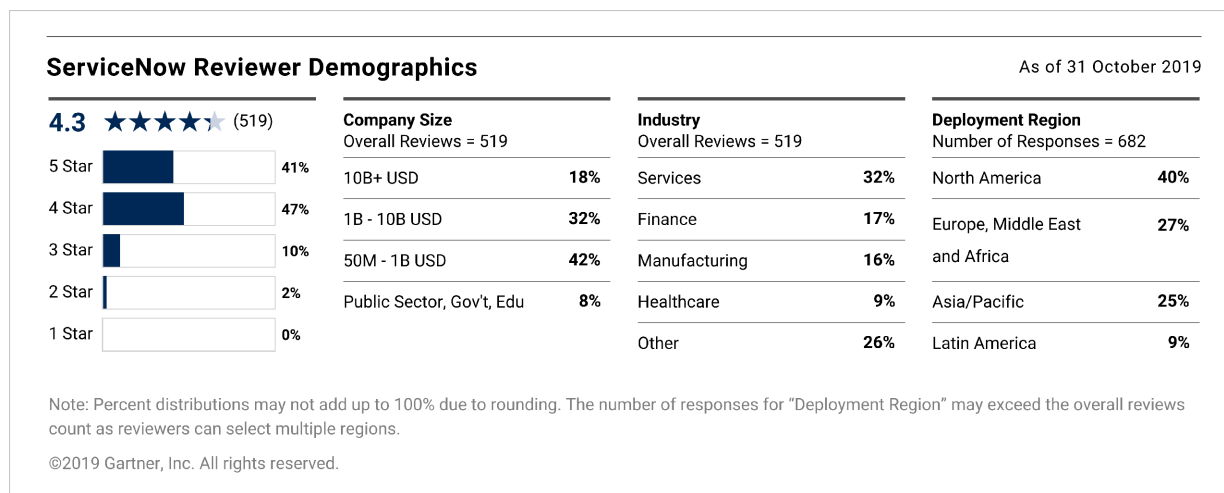 ServiceNow Reviewer Demographics
As of 31 October 2019
4.3 (519)
5 Star 41%
4 Star 47%
3 Star 10%
2 Star 2%
1 Star 0%
Company Size
Overall Reviews = 519
10B+ USD 18%
1B - 10B USD 32%
50M - 1B USD 42%
Public Sector, Gov't, Edu 8%
Industry
Overall Reviews = 519
Services 32%
Finance 17%
Manufacturing 16%
Healthcare 9%
Other 26%
Deployment Region
Number of Responses = 682
North America 40%
Europe, Middle East 27%
and Africa
Asia/Pacific 25%
Latin America 9%
Note: Percent distributions may not add up to 100% due to rounding. The number of responses for “Deployment Region” may exceed the overall reviews
count as reviewers can select multiple regions.
©2019 Gartner, Inc. All rights reserved.